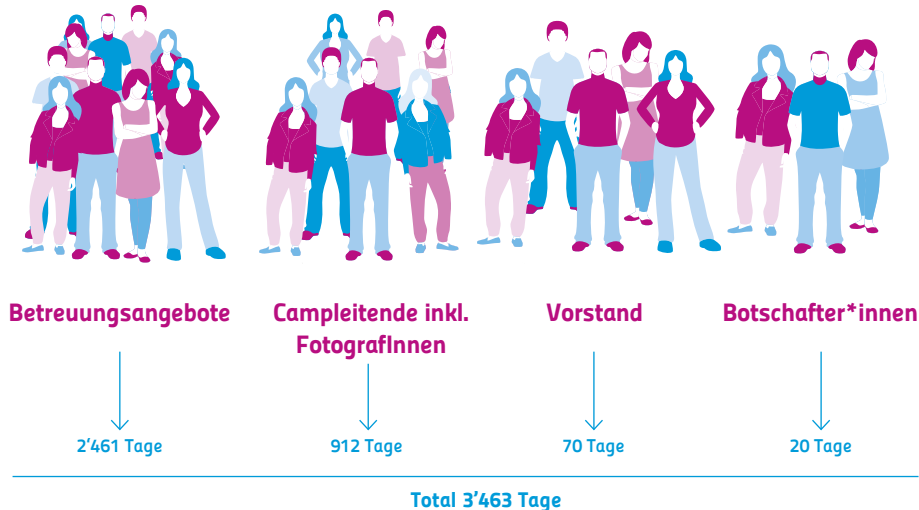 Betreuungsangebote
Campleitende inkl.
FotografInnen
Vorstand
Botschafter*innen
2’461 Tage
912 Tage
70 Tage
20 Tage
Total 3’463 Tage